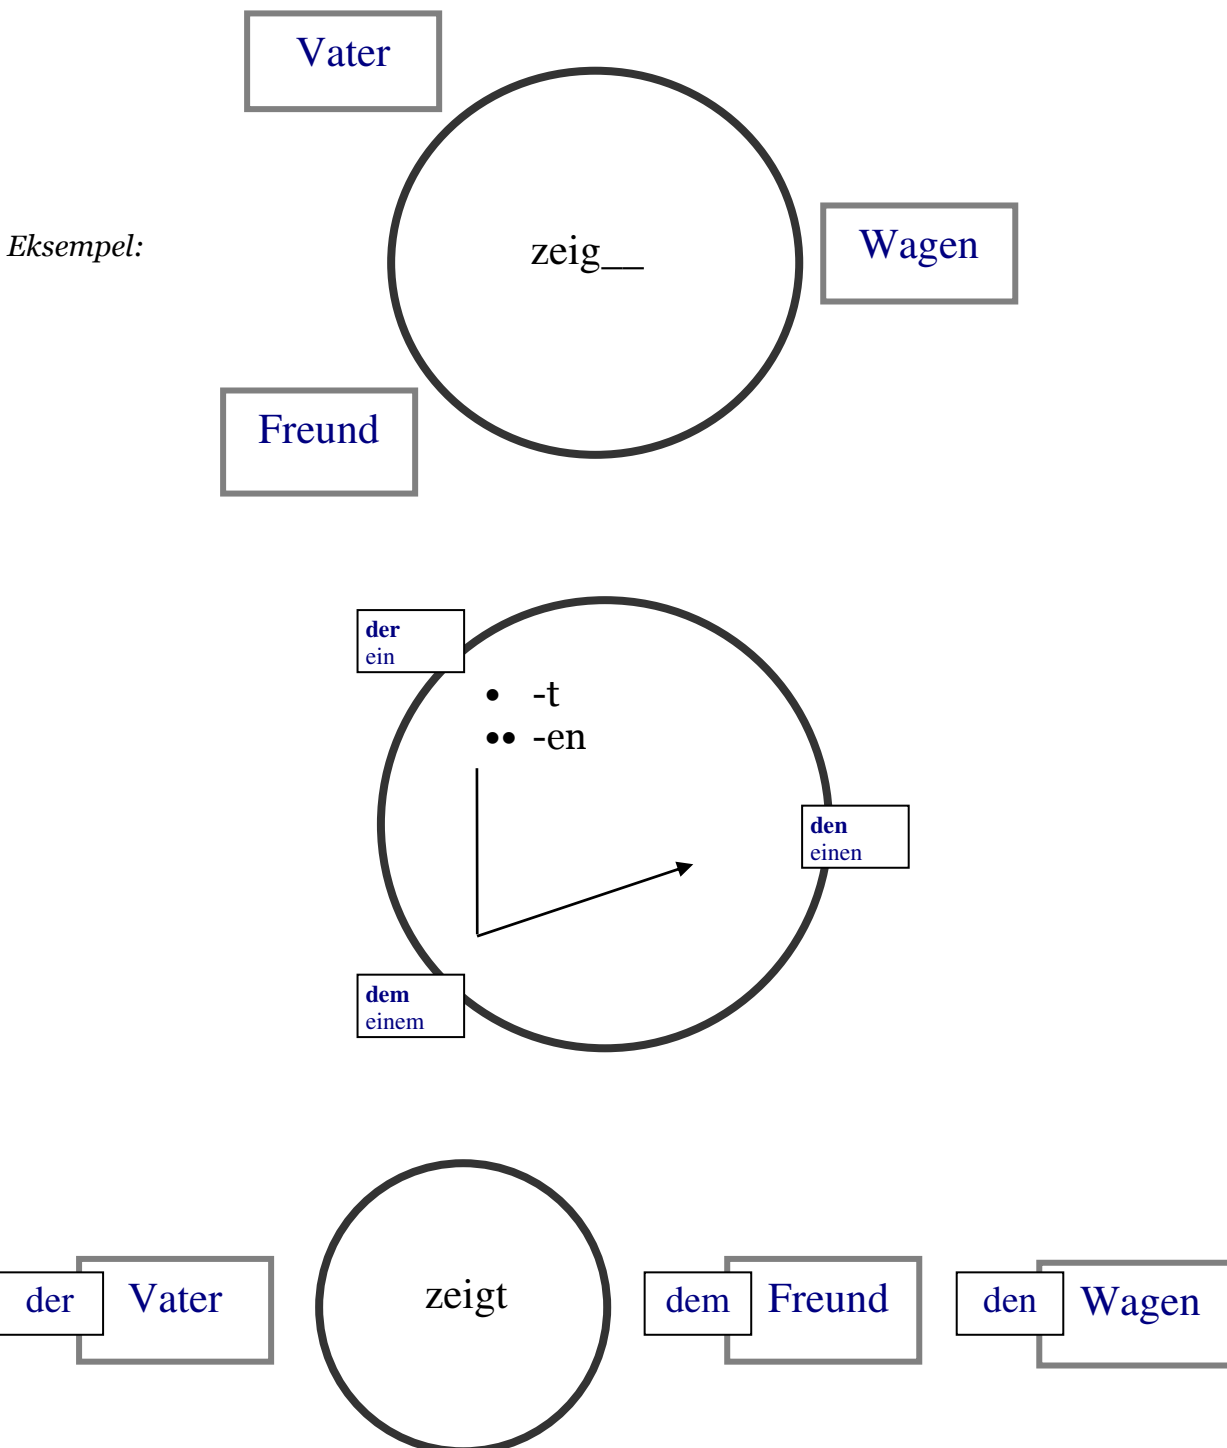 Vater
Eksempel:
zeig__
Wagen
Freund
der
ein
• -t
•• -en
den
einen
dem
einem
der Vater zeigt dem Freund den Wagen